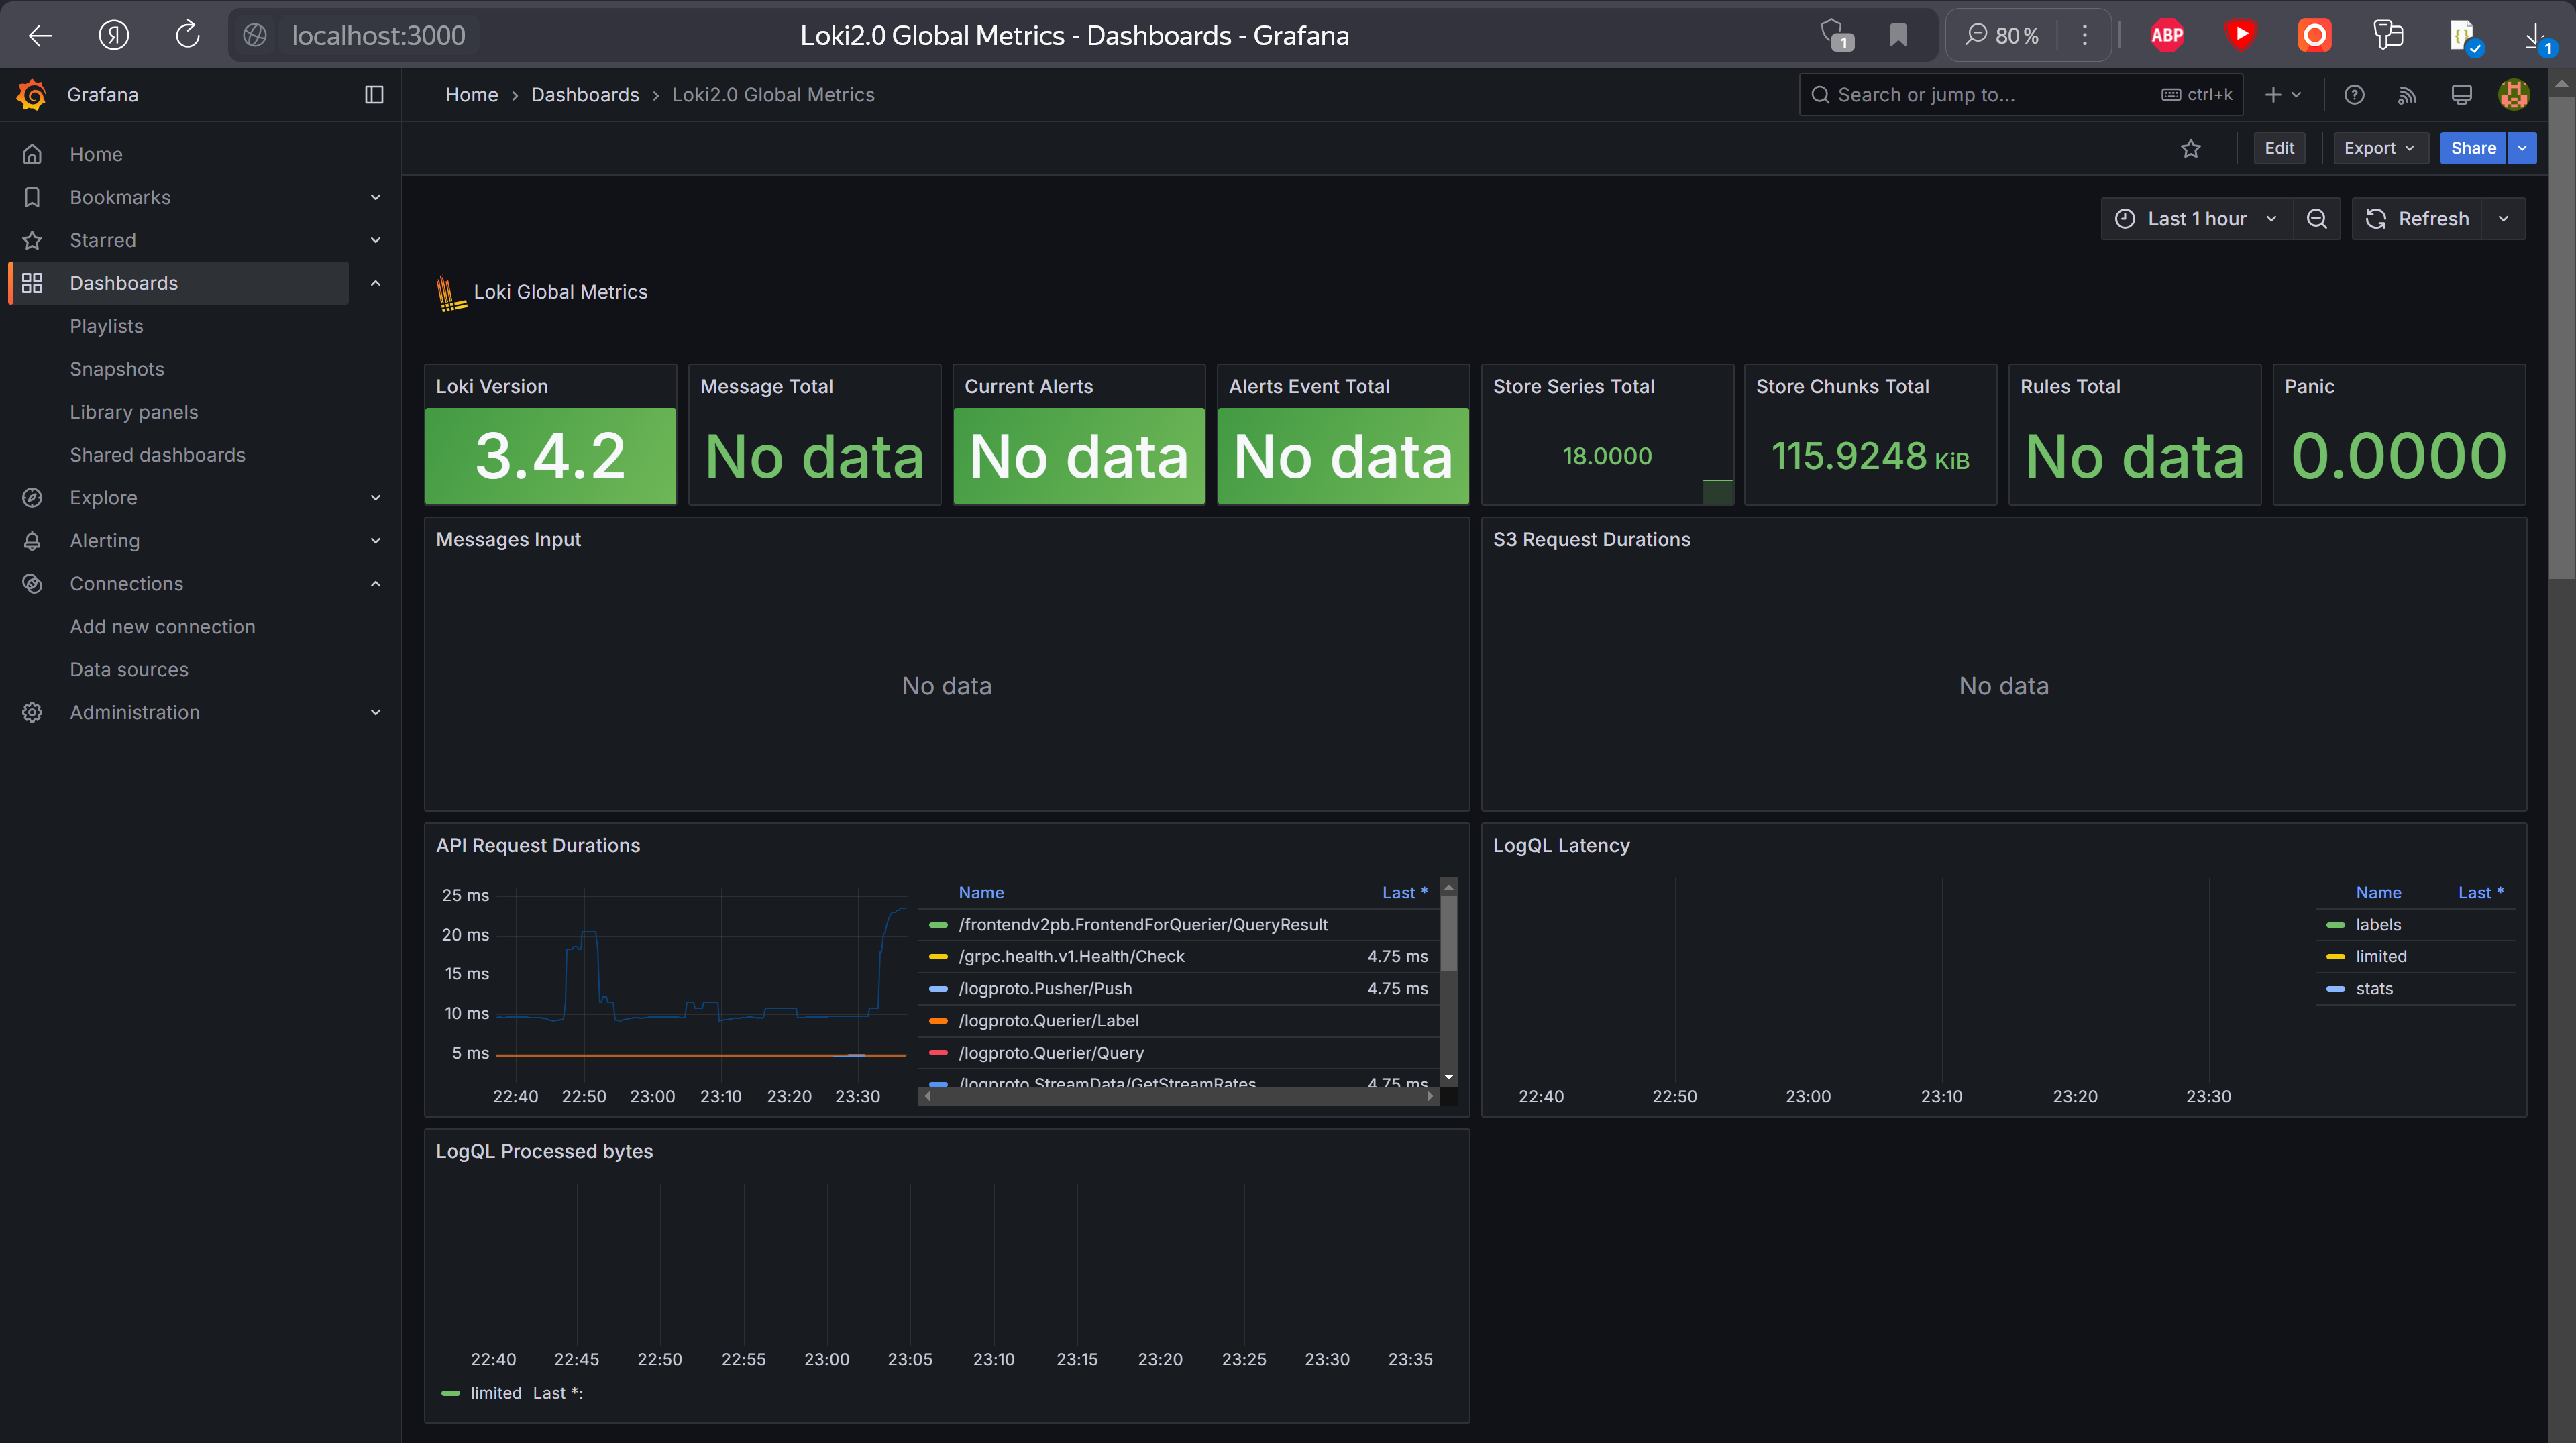 localhost:3000
Loki2.0 Global Metrics - Dashboards - Grafana
1
80 %
ABP
1
Grafana
Home › Dashboards › Loki2.0 Global Metrics
Search or jump to...
ctrl+k
Edit
Export
Share
Home
Bookmarks
Starred
Dashboards
Playlists
Snapshots
Library panels
Shared dashboards
Explore
Alerting
Connections
Add new connection
Data sources
Administration
Last 1 hour
Refresh
Loki Global Metrics
Loki Version
3.4.2
Message Total
No data
Current Alerts
No data
Alerts Event Total
No data
Store Series Total
18.0000
Store Chunks Total
115.9248 KiB
Rules Total
No data
Panic
0.0000
Messages Input
No data
S3 Request Durations
No data
API Request Durations
25 ms
20 ms
15 ms
10 ms
5 ms
22:40 22:50 23:00 23:10 23:20 23:30
Name Last *
/frontendv2pb.FrontendForQuerier/QueryResult
/grpc.health.v1.Health/Check 4.75 ms
/logproto.Pusher/Push 4.75 ms
/logproto.Querier/Label
/logproto.Querier/Query
/logproto.StreamData/GetStreamRates 4.75 ms
LogQL Latency
22:40 22:50 23:00 23:10 23:20 23:30
Name Last *
labels
limited
stats
LogQL Processed bytes
22:40 22:45 22:50 22:55 23:00 23:05 23:10 23:15 23:20 23:25 23:30 23:35
limited Last *: